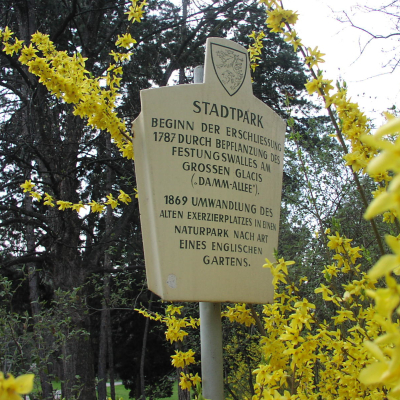 STADTPARK
BEGINN DER ERSCHLIESSUNG
1787 DURCH BEPFLANZUNG DES
FESTUNGSWALLES AM
GROSSEN GLACIS
(„DAMM-ALLEE").
1869 UMWANDLUNG DES
ALTEN EXERZIERPLATZES IN EINEN
NATURPARK NACH ART
EINES ENGLISCHEN
GARTENS.